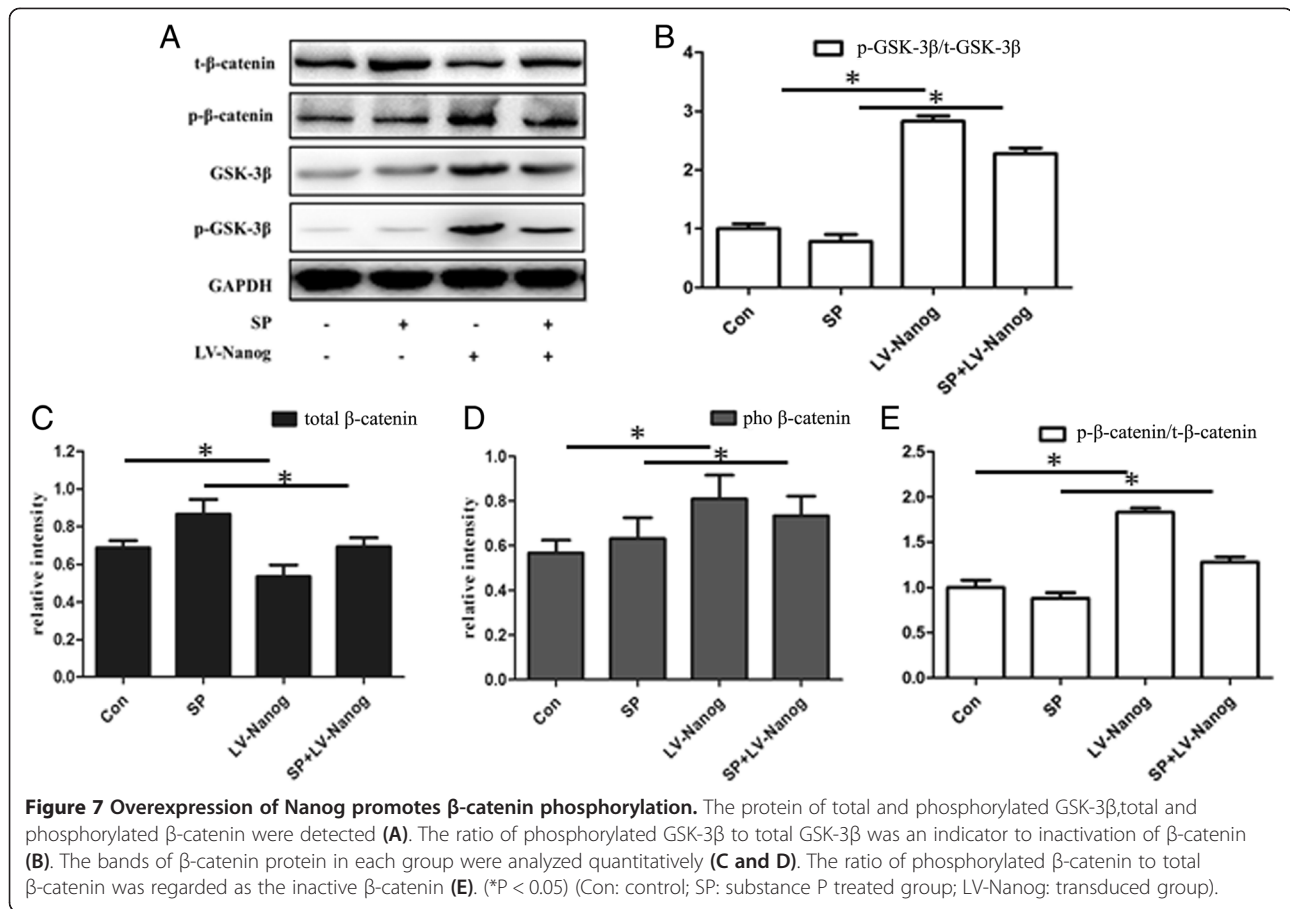 A
t-β-catenin
p-β-catenin
GSK-3β
p-GSK-3β
GAPDH
SP - + - +
LV-Nanog - - + +
B
p-GSK-3β/t-GSK-3β
*
*
4
3
2
1
0
Con SP LV-Nanog SP+LV-Nanog
C
total β-catenin
relative intensity
*
*
1.2
1.0
0.8
0.6
0.4
0.2
0.0
Con SP LV-Nanog SP+LV-Nanog
D
pho β-catenin
relative intensity
*
*
1.0
0.8
0.6
0.4
0.2
0.0
Con SP LV-Nanog SP+LV-Nanog
E
p-β-catenin/t-β-catenin
*
*
2.5
2.0
1.5
1.0
0.5
0.0
Con SP LV-Nanog SP+LV-Nanog
Figure 7 Overexpression of Nanog promotes β-catenin phosphorylation. The protein of total and phosphorylated GSK-3β,total and
phosphorylated β-catenin were detected (A). The ratio of phosphorylated GSK-3β to total GSK-3β was an indicator to inactivation of β-catenin
(B). The bands of β-catenin protein in each group were analyzed quantitatively (C and D). The ratio of phosphorylated β-catenin to total
β-catenin was regarded as the inactive β-catenin (E). (*P < 0.05) (Con: control; SP: substance P treated group; LV-Nanog: transduced group).